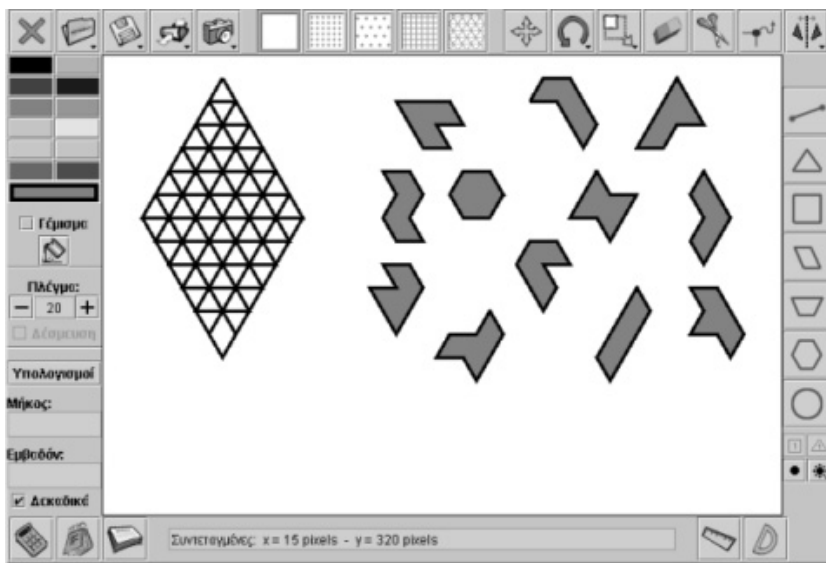 Γέμισμα
Πλέγμα:
20
Δέσμευση
Υπολογισμοί
Μήκος:
Εμβαδόν:
Δεκαδικά
Συντεταγμένες: x = 15 pixels - y = 320 pixels